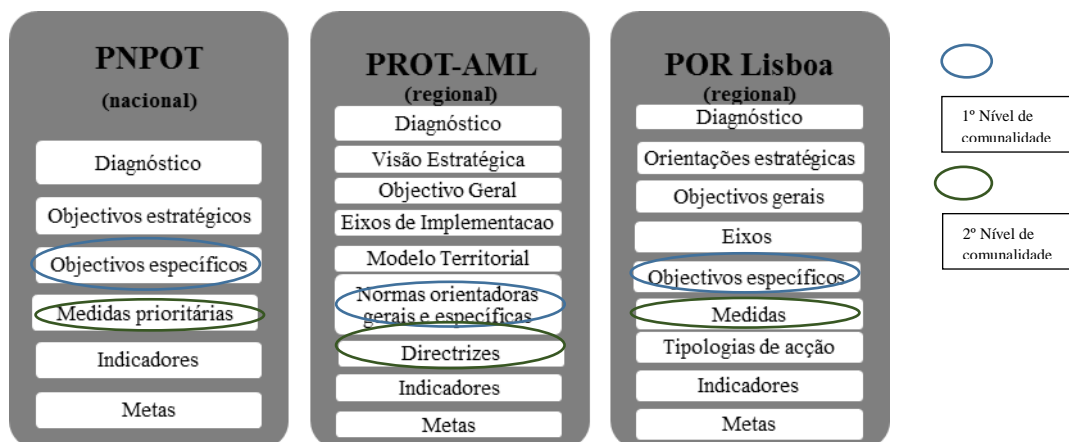 PNPOT
(nacional)
Diagnóstico
Objectivos estratégicos
Objectivos específicos
Medidas prioritárias
Indicadores
Metas
PROT-AML
(regional)
Diagnóstico
Visão Estratégica
Objectivo Geral
Eixos de Implementacao
Modelo Territorial
Normas orientadoras
gerais e específicas
Directrizes
Indicadores
Metas
POR Lisboa
(regional)
Diagnóstico
Orientações estratégicas
Objectivos gerais
Eixos
Objectivos específicos
Medidas
Tipologias de acção
Indicadores
Metas
1º Nível de
comunalidade
2º Nível de
comunalidade